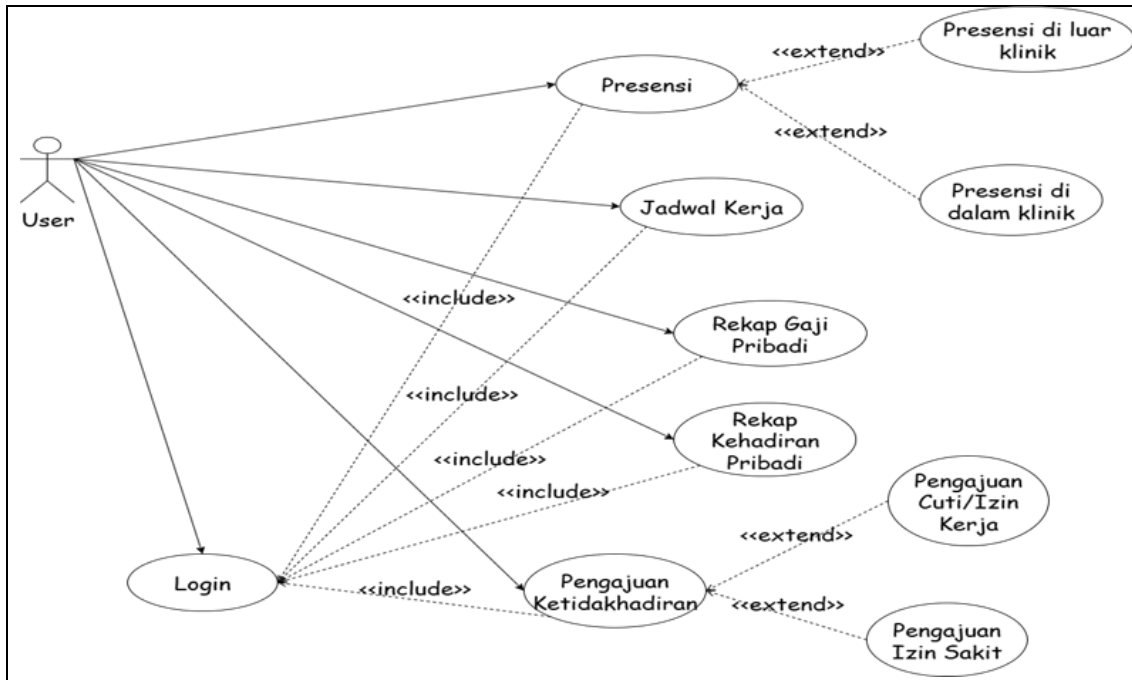 Presensi di luar
klinik
<<extend>>
Presensi
<<extend>>
User
Jadwal Kerja
Presensi di
dalam klinik
<<include>>
Rekap Gaji
Pribadi
<<include>>
Rekap
Kehadiran
Pribadi
<<include>>
<<include>>
Pengajuan
Cuti/Izin
Kerja
<<extend>>
Login
<<include>>
Pengajuan
Ketidakhadiran
<<extend>>
Pengajuan
Izin Sakit